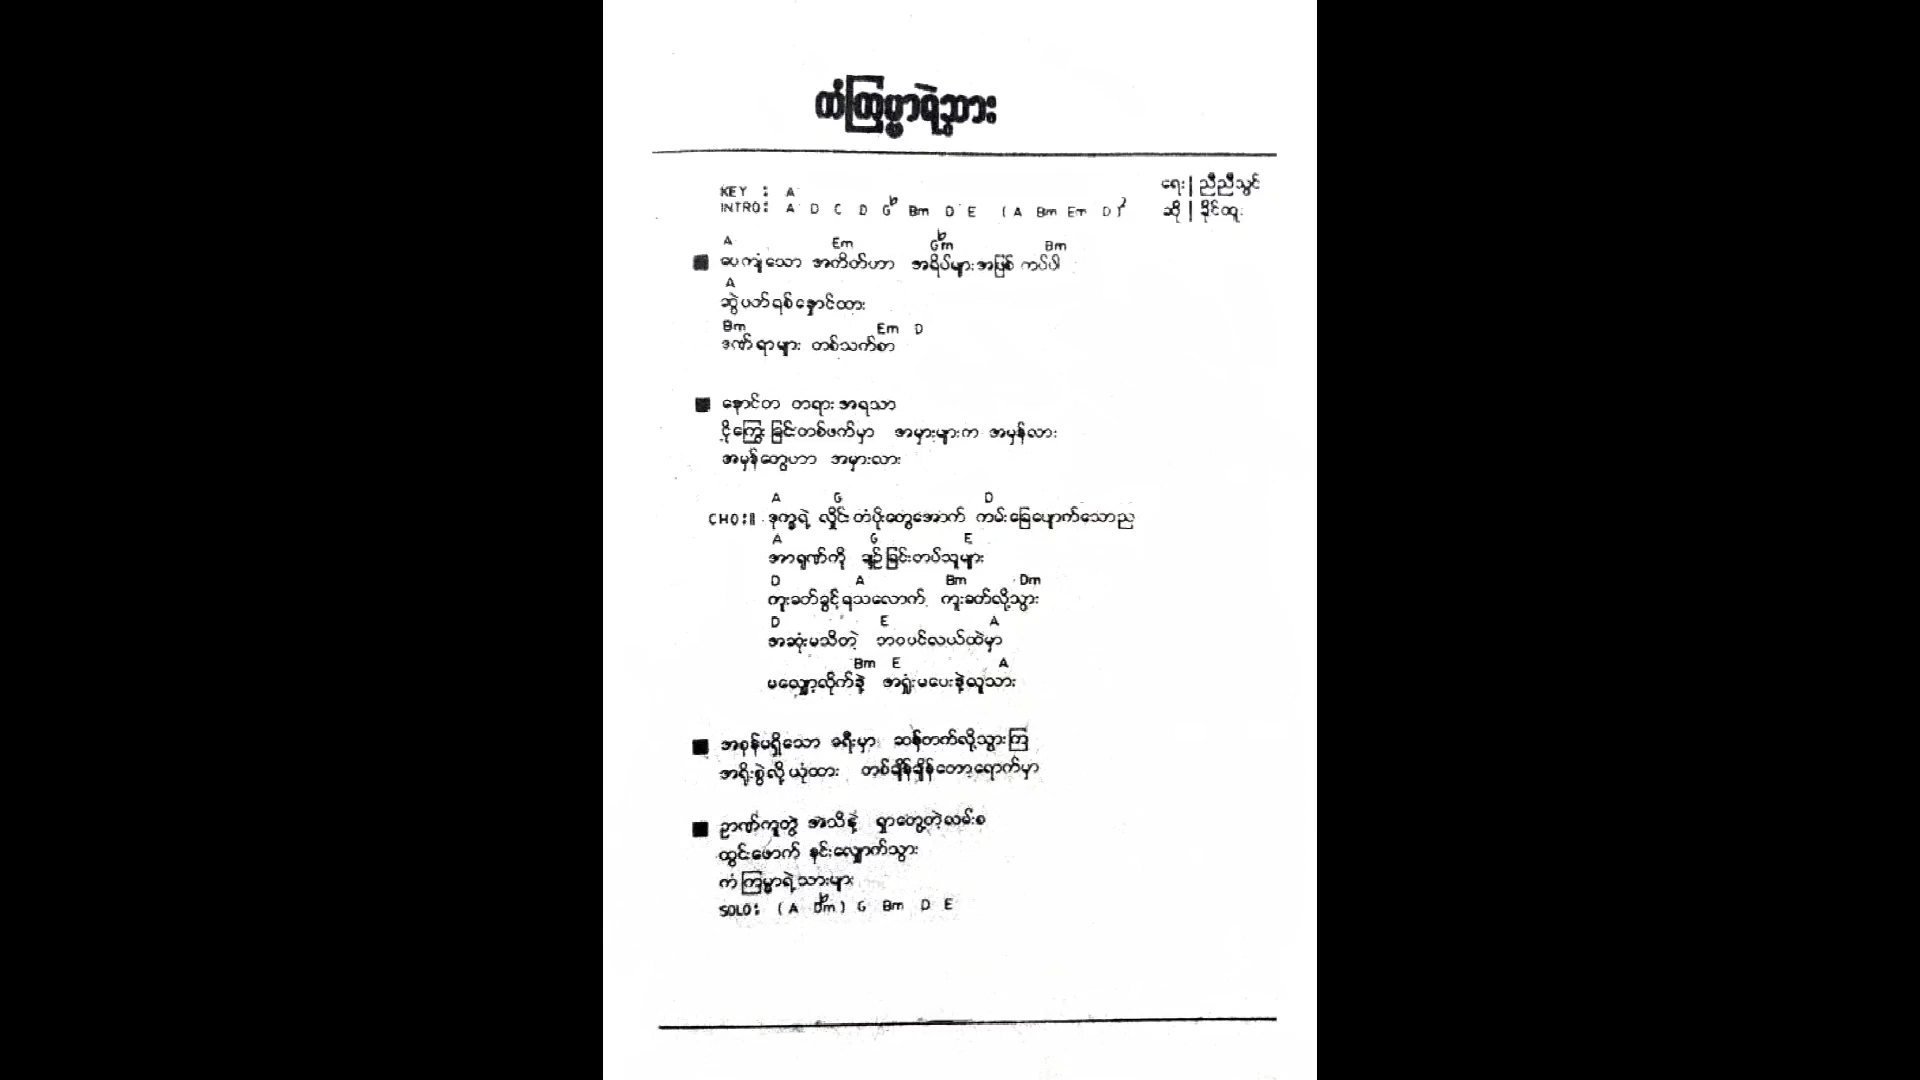 ကံကြမ္မာရဲ့သား
KEY : A
ရေး | ညီညီသွင်
INTRO: A D C D G♭ Bm D E (A Bm Em D)²
ဆို | ခိုင်ထူး
A Em G♭m Bm
ပေကျံသော အတိတ်ဟာ အရိပ်များအဖြစ် ကပ်ပါ
A
ဆွဲပတ်ရစ်နှောင်ထား
Bm Em D
ဒဏ်ရာများ တစ်သက်စာ
နောင်တ တရားအရသာ
ငိုကြွေးခြင်းတစ်ဖက်မှာ အမှားများက အမှန်လား
အမှန်တွေဟာ အမှားလား
A G D
CHO:‖ ဒုက္ခရဲ့ လှိုင်းတံပိုးတွေအောက် ကမ်းခြေပျောက်သောည
A G E
အာရုဏ်ကို ချဉ်ခြင်းတပ်သူများ
D A Bm Dm
ကူးခတ်ခွင့်ရသလောက် ကူးခတ်လို့သွား
D E A
အဆုံးမသိတဲ့ ဘဝပင်လယ်ထဲမှာ
Bm E A
မလျှော့လိုက်နဲ့ အရှုံးမပေးနဲ့လူသား
အစုန်မရှိသော ခရီးမှာ ဆန်တက်လို့သွားကြ
အရိုးစွဲလို့ယုံထား တစ်ချိန်ချိန်တော့ရောက်မှာ
ဉာဏ်ကူတွဲ အသိနဲ့ ရှာတွေ့တဲ့လမ်းစ
ထွင်းဖောက် နင်းလျှောက်သွား
ကံကြမ္မာရဲ့သားများ
SOLO: (A D♭m) G Bm D E